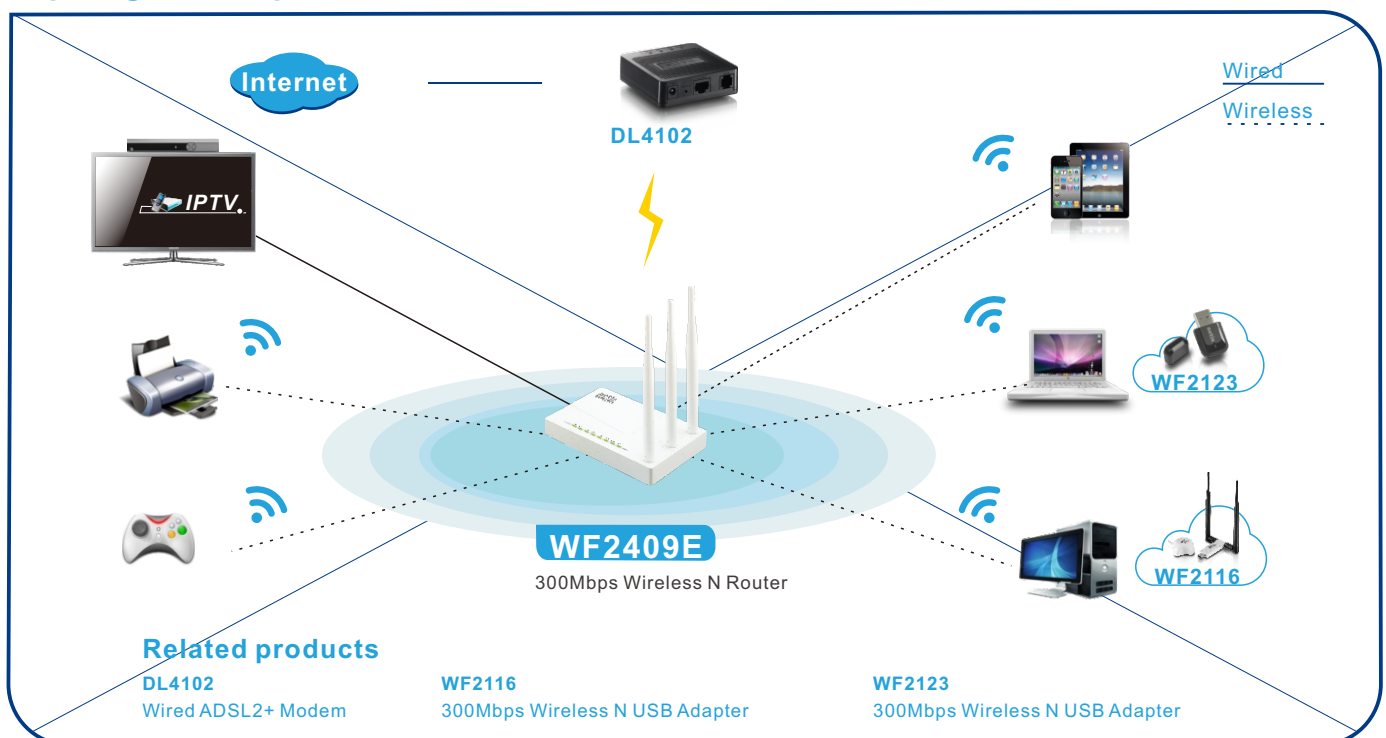 Internet
DL4102
Wired
Wireless
IPTV
WF2123
WF2116
WF2409E
300Mbps Wireless N Router
Related products
DL4102
Wired ADSL2+ Modem
WF2116
300Mbps Wireless N USB Adapter
WF2123
300Mbps Wireless N USB Adapter